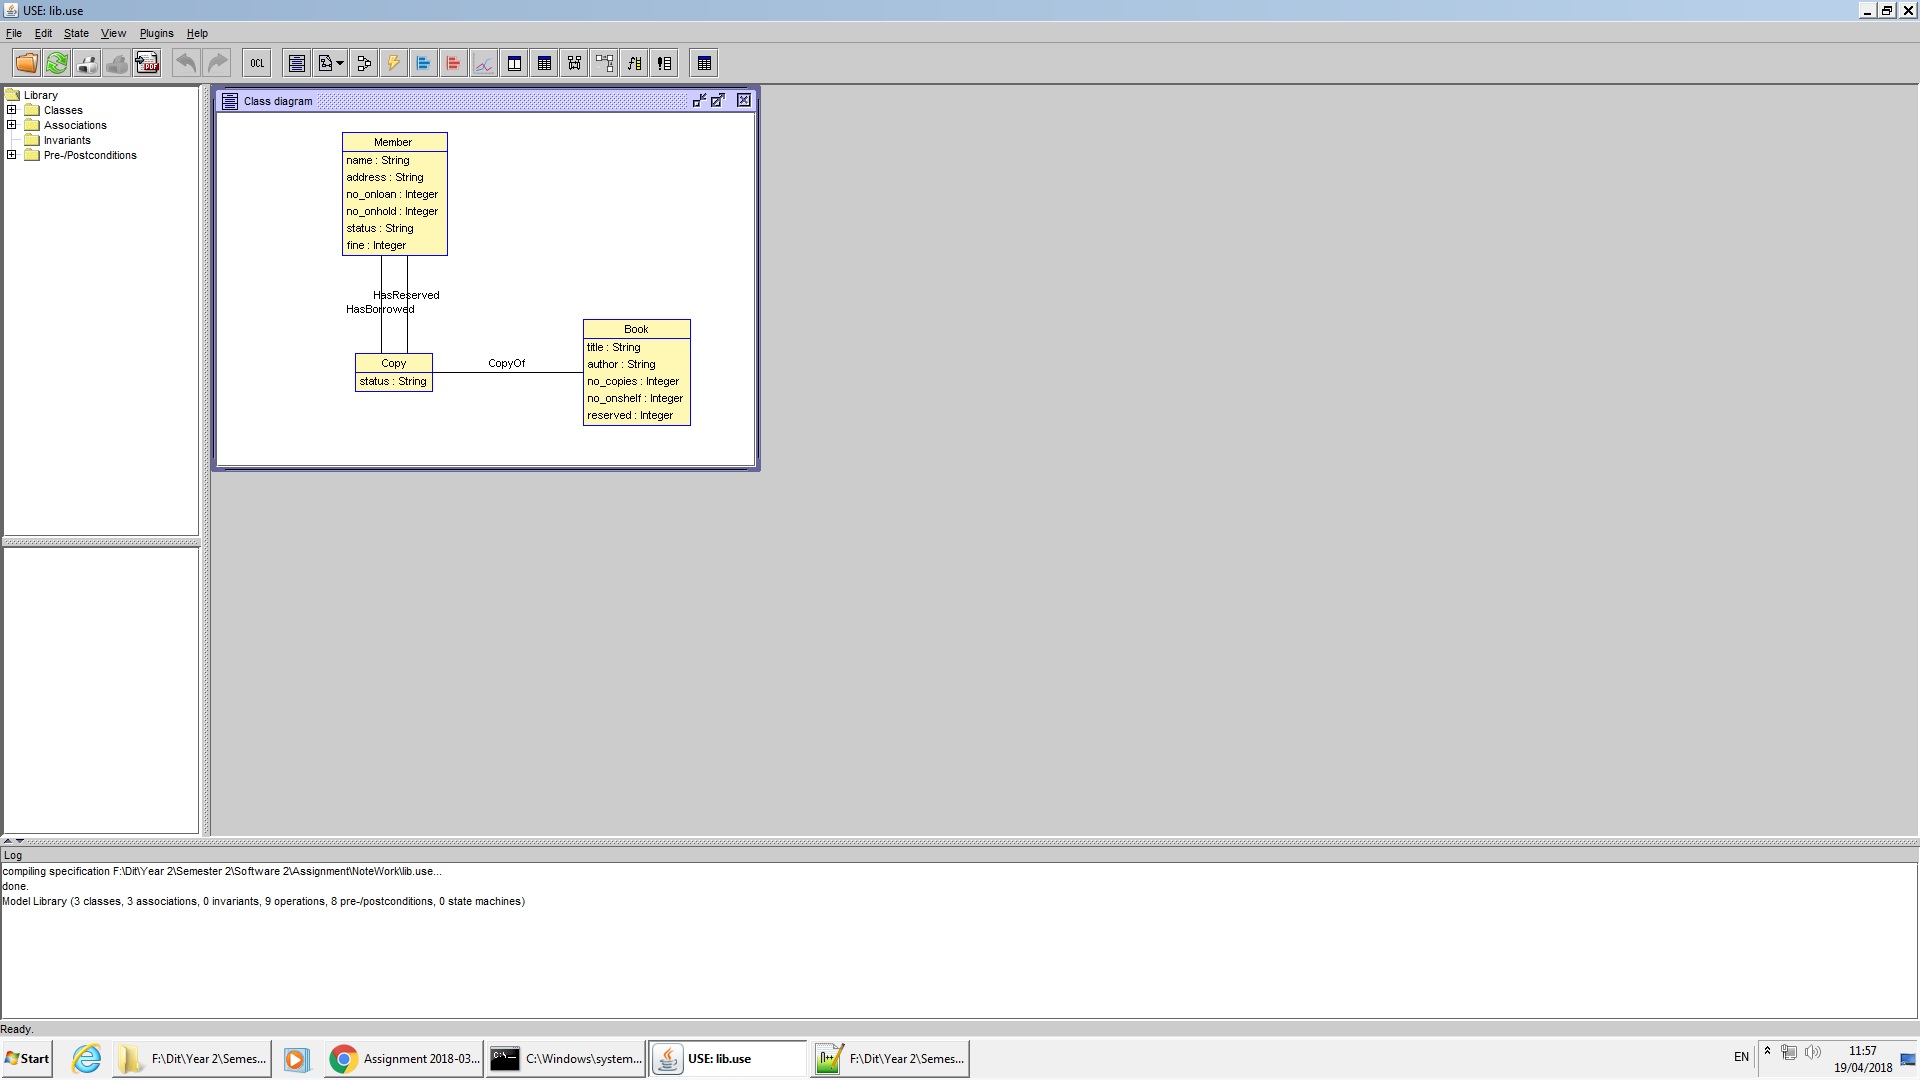 USE: lib.use
File Edit State View Plugins Help
OCL
Library
Classes
Associations
Invariants
Pre-/Postconditions
Class diagram
Member
name : String
address : String
no_onloan : Integer
no_onhold : Integer
status : String
fine : Integer
HasReserved
HasBorrowed
Copy
status : String
CopyOf
Book
title : String
author : String
no_copies : Integer
no_onshelf : Integer
reserved : Integer
Log
compiling specification F:\Dit\Year 2\Semester 2\Software 2\Assignment\NoteWork\lib.use...
done.
Model Library (3 classes, 3 associations, 0 invariants, 9 operations, 8 pre-/postconditions, 0 state machines)
Ready.
Start F:\Dit\Year 2\Semes... Assignment 2018-03... C:\Windows\system... USE: lib.use F:\Dit\Year 2\Semes... EN 11:57
19/04/2018